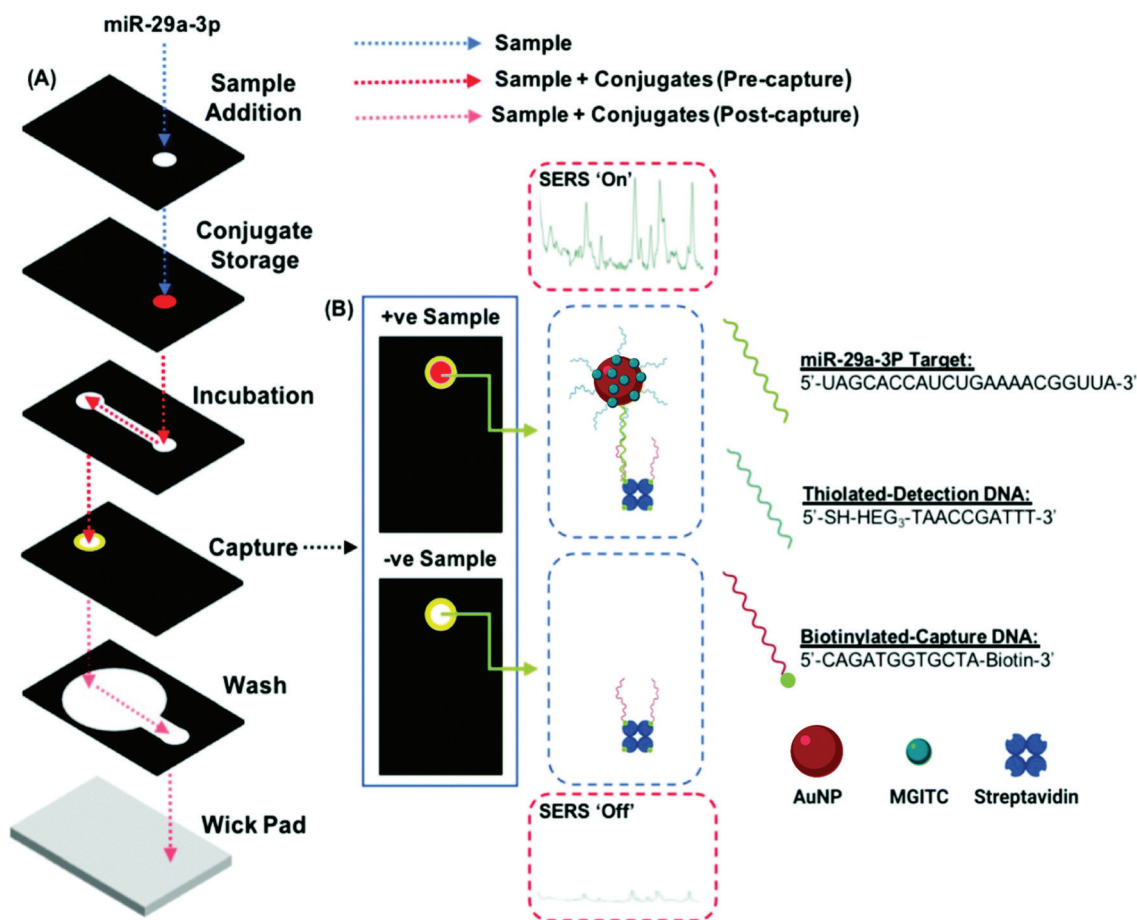 miR-29a-3p
Sample
Sample + Conjugates (Pre-capture)
Sample + Conjugates (Post-capture)
(A)
Sample
Addition
Conjugate
Storage
Incubation
Capture
Wash
Wick Pad
SERS 'On'
(B)
+ve Sample
-ve Sample
SERS 'Off'
miR-29a-3P Target:
5'-UAGCACCAUCUGAAAACGGUUA-3'
Thiolated-Detection DNA:
5'-SH-HEG₃-TAACCGATTT-3'
Biotinylated-Capture DNA:
5'-CAGATGGTGCTA-Biotin-3'
AuNP
MGITC
Streptavidin